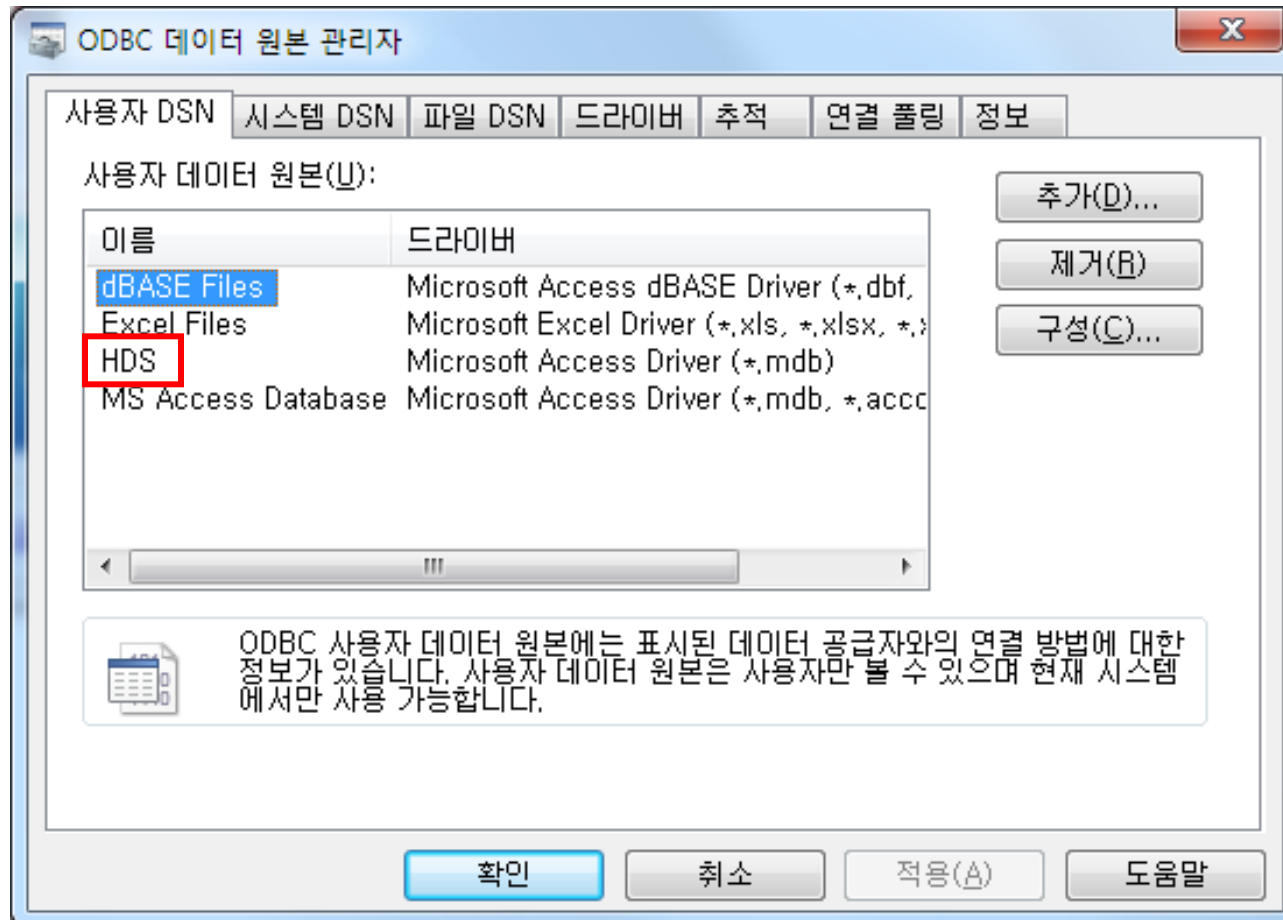 ODBC 데이터 원본 관리자
사용자 DSN 시스템 DSN 파일 DSN 드라이버 추적 연결 풀링 정보
사용자 데이터 원본(U):
추가(D)...
이름 드라이버
제거(R)
dBASE Files Microsoft Access dBASE Driver (*.dbf,
Excel Files Microsoft Excel Driver (*.xls, *.xlsx, *.x
구성(C)...
HDS Microsoft Access Driver (*.mdb)
MS Access Database Microsoft Access Driver (*.mdb, *.accd
ODBC 사용자 데이터 원본에는 표시된 데이터 공급자와의 연결 방법에 대한
정보가 있습니다. 사용자 데이터 원본은 사용자만 볼 수 있으며 현재 시스템
에서만 사용 가능합니다.
확인 취소 적용(A) 도움말